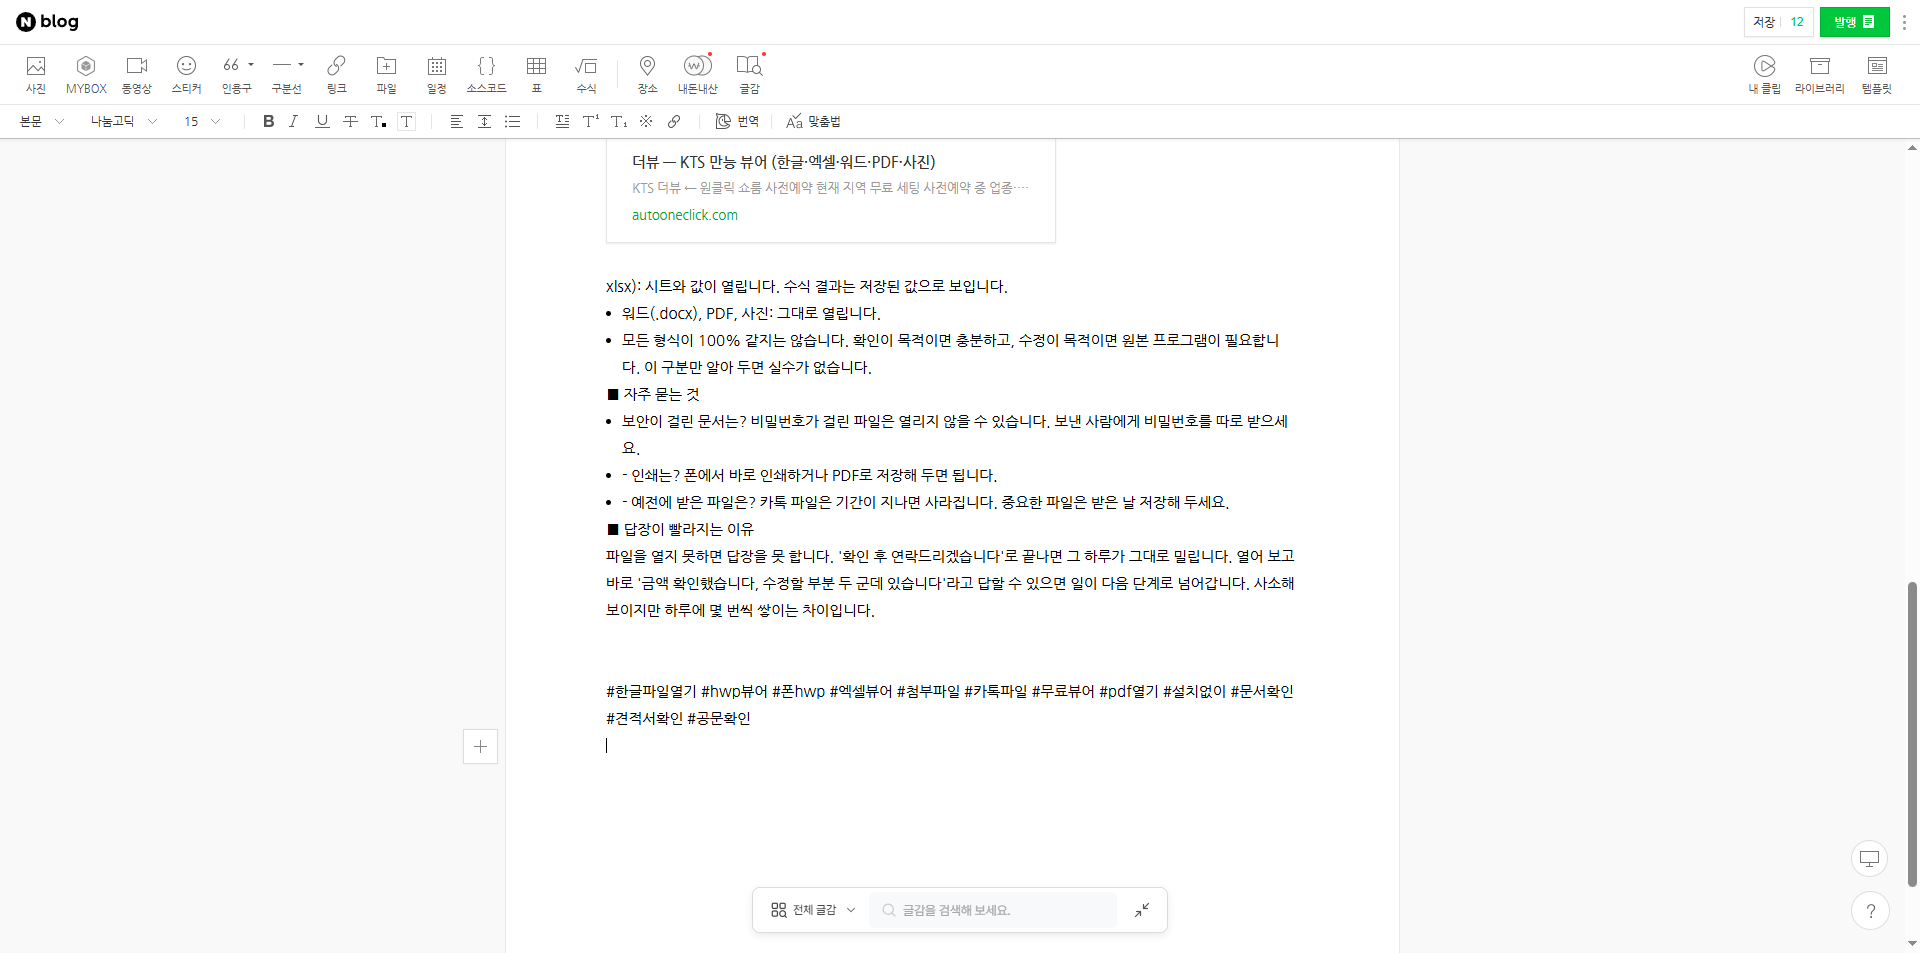 blog
저장 12
발행
사진
MYBOX
동영상
스티커
인용구
구분선
링크
파일
일정
소스코드
표
수식
장소
내돈내산
글감
내 클립
라이브러리
템플릿
본문
나눔고딕
15
번역
맞춤법
더뷰 — KTS 만능 뷰어 (한글·엑셀·워드·PDF·사진)
KTS 더뷰 ← 원클릭 쇼룸 사전예약 현재 지역 무료 세팅 사전예약 중 업종·…
autooneclick.com
xlsx): 시트와 값이 열립니다. 수식 결과는 저장된 값으로 보입니다.
• 워드(.docx), PDF, 사진: 그대로 열립니다.
• 모든 형식이 100% 같지는 않습니다. 확인이 목적이면 충분하고, 수정이 목적이면 원본 프로그램이 필요합니
다. 이 구분만 알아 두면 실수가 없습니다.
■ 자주 묻는 것
• 보안이 걸린 문서는? 비밀번호가 걸린 파일은 열리지 않을 수 있습니다. 보낸 사람에게 비밀번호를 따로 받으세
요.
• - 인쇄는? 폰에서 바로 인쇄하거나 PDF로 저장해 두면 됩니다.
• - 예전에 받은 파일은? 카톡 파일은 기간이 지나면 사라집니다. 중요한 파일은 받은 날 저장해 두세요.
■ 답장이 빨라지는 이유
파일을 열지 못하면 답장을 못 합니다. '확인 후 연락드리겠습니다'로 끝나면 그 하루가 그대로 밀립니다. 열어 보고
바로 '금액 확인했습니다, 수정할 부분 두 군데 있습니다'라고 답할 수 있으면 일이 다음 단계로 넘어갑니다. 사소해
보이지만 하루에 몇 번씩 쌓이는 차이입니다.
#한글파일열기 #hwp뷰어 #폰hwp #엑셀뷰어 #첨부파일 #카톡파일 #무료뷰어 #pdf열기 #설치없이 #문서확인
#견적서확인 #공문확인
전체 글감
글감을 검색해 보세요.